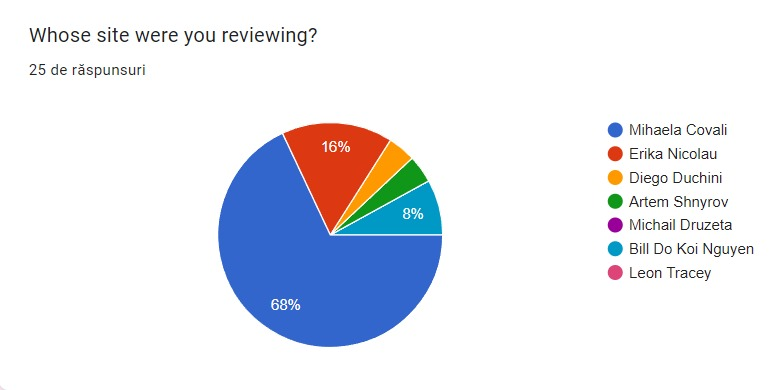 Whose site were you reviewing?
25 de răspunsuri
16%
8%
68%
Mihaela Covali
Erika Nicolau
Diego Duchini
Artem Shnyrov
Michail Druzeta
Bill Do Koi Nguyen
Leon Tracey